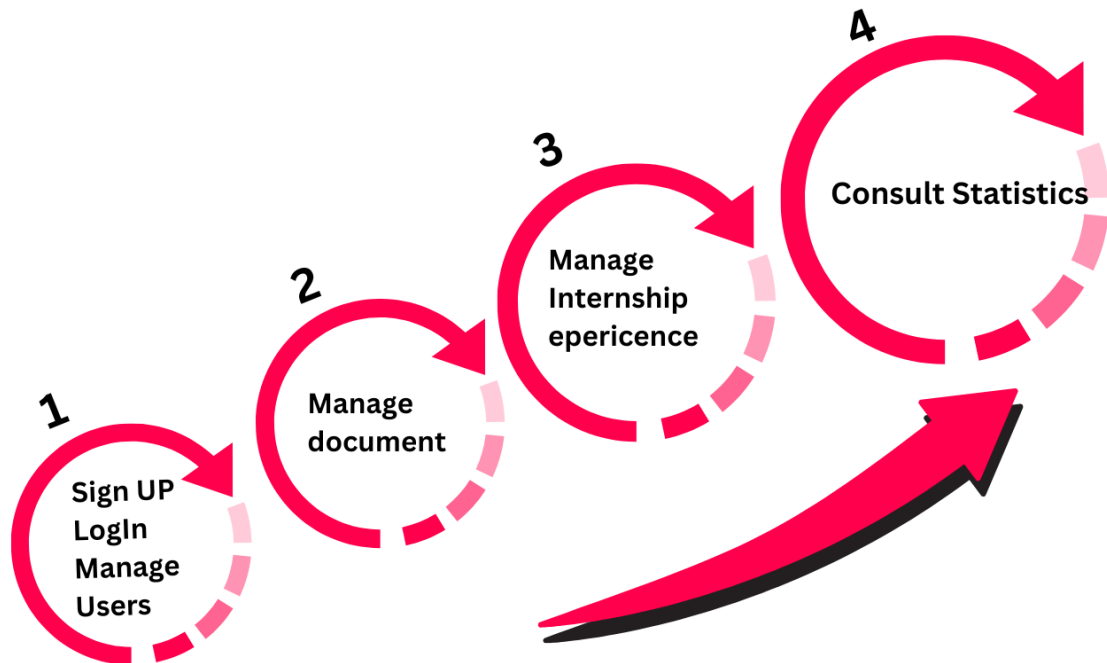 1
Sign UP
LogIn
Manage
Users
2
Manage
document
3
Manage
Internship
epericence
4
Consult Statistics